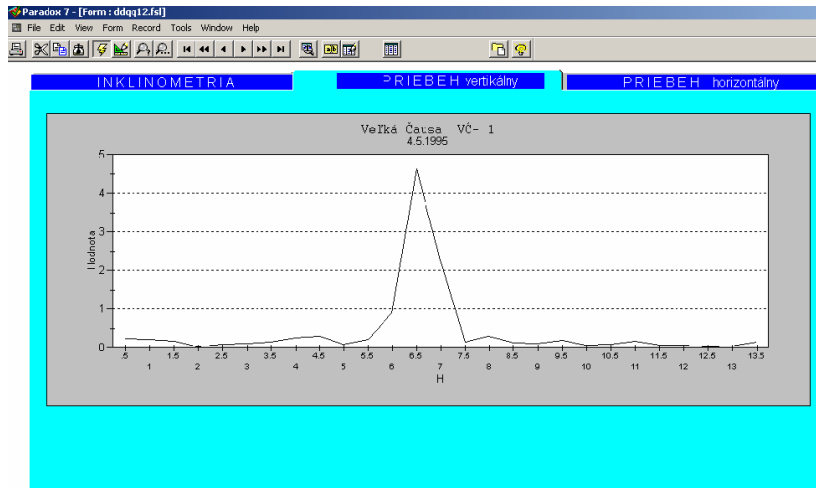 Paradox 7 - [Form : ddqq12.fsl]
File Edit View Form Record Tools Window Help
INKLINOMETRIA PRIEBEH vertikálny PRIEBEH horizontálny
Veľká Čausa VČ- 1
4.5.1995
Hodnota
5
4
3
2
1
0
.5 1.5 2.5 3.5 4.5 5.5 6.5 7.5 8.5 9.5 10.5 11.5 12.5 13.5
1 2 3 4 5 6 7 8 9 10 11 12 13
H